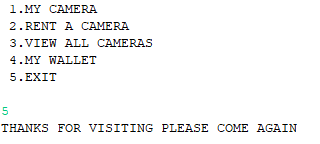 1.MY CAMERA
2.RENT A CAMERA
3.VIEW ALL CAMERAS
4.MY WALLET
5.EXIT
5
THANKS FOR VISITING PLEASE COME AGAIN